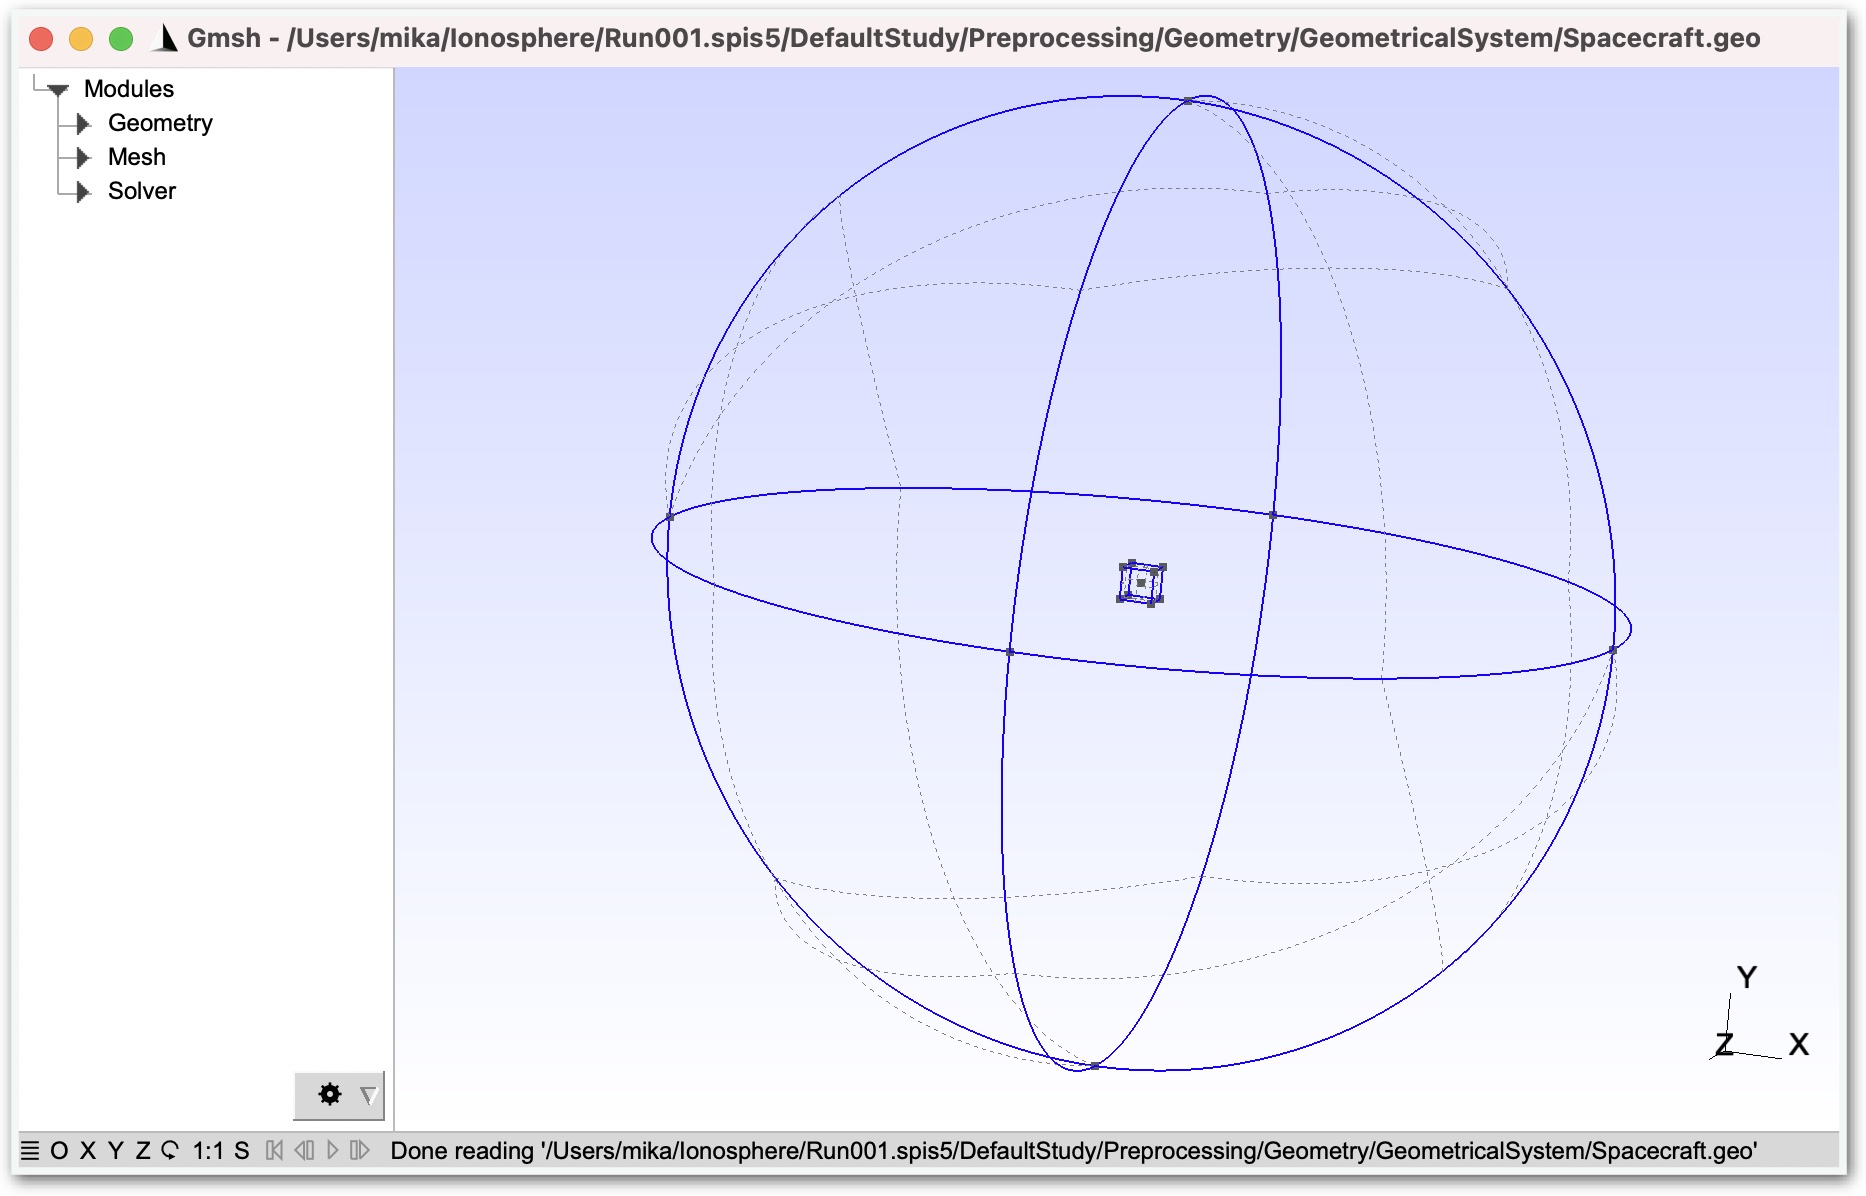 Gmsh - /Users/mika/Ionosphere/Run001.spis5/DefaultStudy/Preprocessing/Geometry/GeometricalSystem/Spacecraft.geo
Modules
Geometry
Mesh
Solver
Y
Z X
O X Y Z 1:1 S Done reading '/Users/mika/Ionosphere/Run001.spis5/DefaultStudy/Preprocessing/Geometry/GeometricalSystem/Spacecraft.geo'